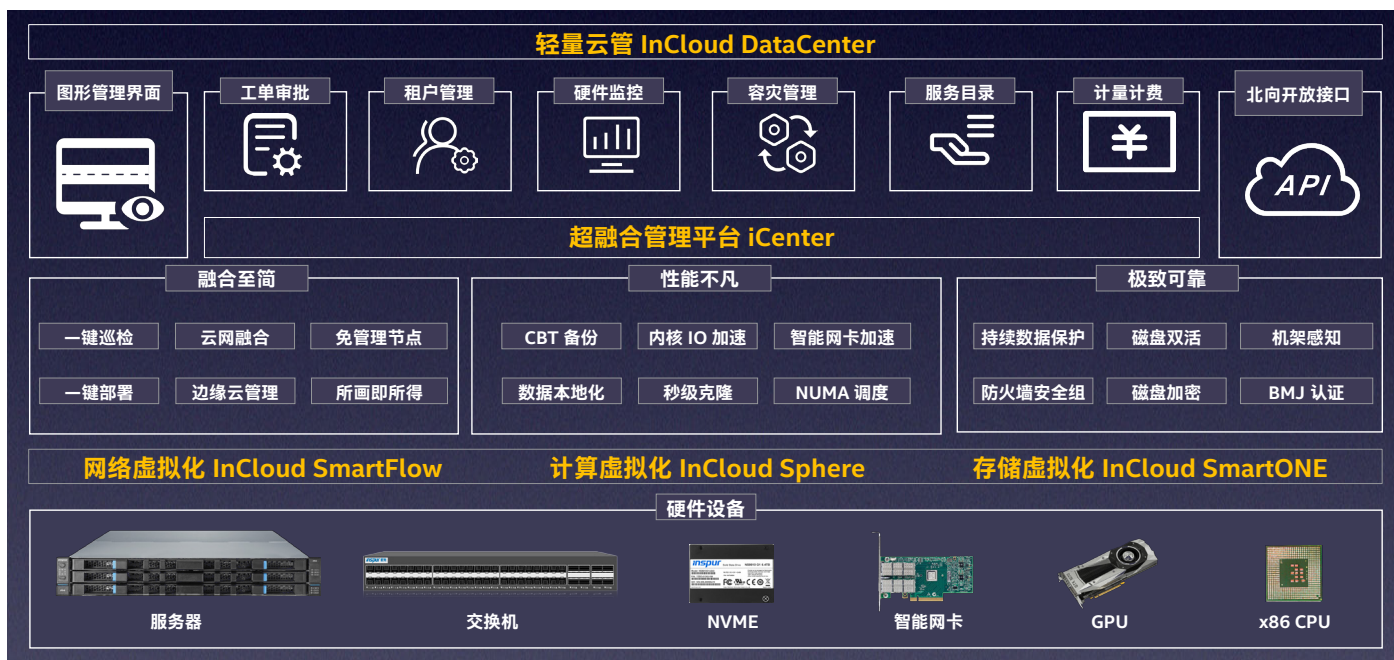 轻量云管 InCloud DataCenter
图形管理界面
工单审批
租户管理
硬件监控
容灾管理
服务目录
计量计费
北向开放接口
API
超融合管理平台 iCenter
融合至简
性能不凡
极致可靠
一键巡检
云网融合
免管理节点
CBT 备份
内核 IO 加速
智能网卡加速
持续数据保护
磁盘双活
机架感知
一键部署
边缘云管理
所画即所得
数据本地化
秒级克隆
NUMA 调度
防火墙安全组
磁盘加密
BMJ 认证
网络虚拟化 InCloud SmartFlow
计算虚拟化 InCloud Sphere
存储虚拟化 InCloud SmartONE
硬件设备
inspur
服务器
交换机
NVME
智能网卡
GPU
x86 CPU